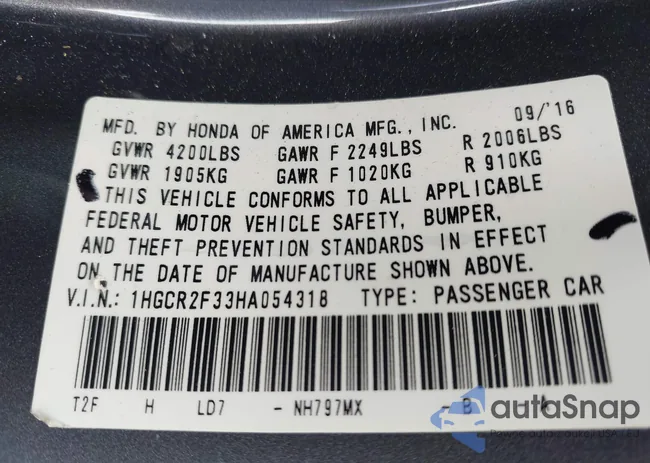 MFD. BY HONDA OF AMERICA MFG., INC. 09/'16
GVWR 4200LBS GAWR F 2249LBS R 2006LBS
GVWR 1905KG GAWR F 1020KG R 910KG
THIS VEHICLE CONFORMS TO ALL APPLICABLE
FEDERAL MOTOR VEHICLE SAFETY, BUMPER,
AND THEFT PREVENTION STANDARDS IN EFFECT
ON THE DATE OF MANUFACTURE SHOWN ABOVE.
V.I.N.: 1HGCR2F33HA054318 TYPE: PASSENGER CAR
T2F H LD7 - NH797MX - B A
autoSnap